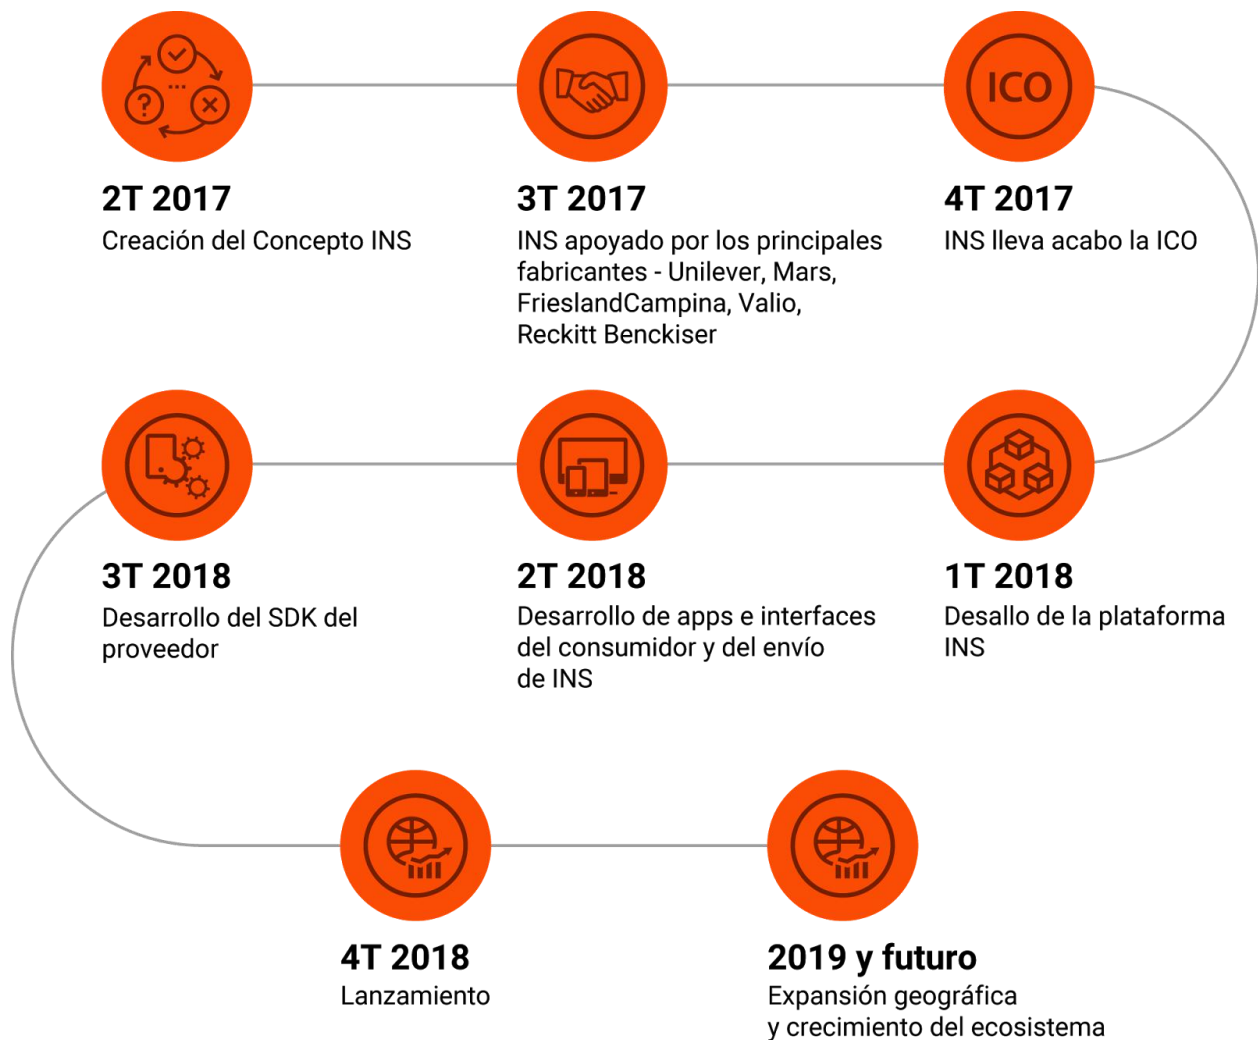 ICO
2T 2017
Creación del Concepto INS
3T 2017
INS apoyado por los principales
fabricantes - Unilever, Mars,
FrieslandCampina, Valio,
Reckitt Benckiser
4T 2017
INS lleva acabo la ICO
3T 2018
Desarrollo del SDK del
proveedor
2T 2018
Desarrollo de apps e interfaces
del consumidor y del envío
de INS
1T 2018
Desallo de la plataforma
INS
4T 2018
Lanzamiento
2019 y futuro
Expansión geográfica
y crecimiento del ecosistema